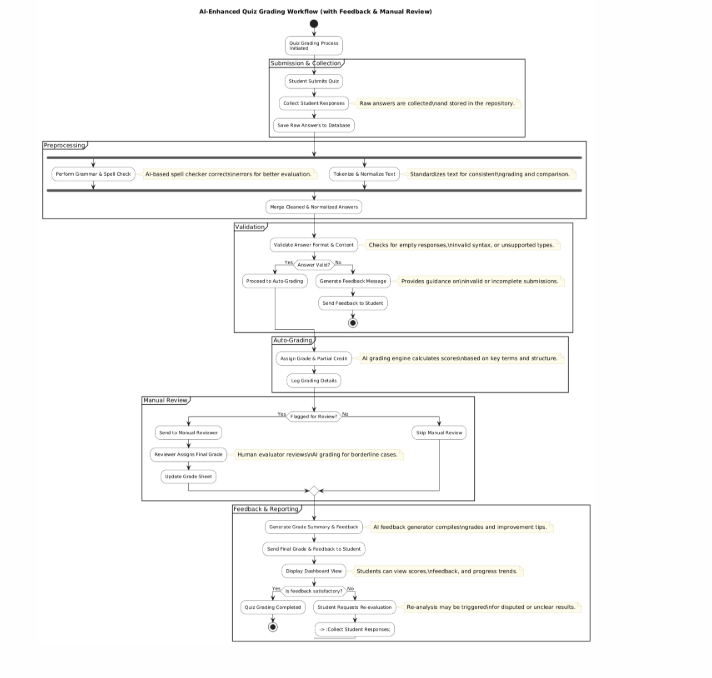 AI-Enhanced Quiz Grading Workflow (with Feedback & Manual Review)
Quiz Grading Process
Initiated
Submission & Collection
Student Submits Quiz
Collect Student Responses
Raw answers are collected\nand stored in the repository.
Save Raw Answers to Database
Preprocessing
Perform Grammar & Spell Check
AI-based spell checker corrects\nerrors for better evaluation.
Tokenize & Normalize Text
Standardizes text for consistent\ngrading and comparison.
Merge Cleaned & Normalized Answers
Validation
Validate Answer Format & Content
Checks for empty responses,\ninvalid syntax, or unsupported types.
Yes
Answer Valid?
No
Proceed to Auto-Grading
Generate Feedback Message
Provides guidance on\ninvalid or incomplete submissions.
Send Feedback to Student
Auto-Grading
Assign Grade & Partial Credit
AI grading engine calculates scores\nbased on key terms and structure.
Log Grading Details
Manual Review
Yes
Flagged for Review?
No
Send to Manual Reviewer
Skip Manual Review
Reviewer Assigns Final Grade
Human evaluator reviews\nAI grading for borderline cases.
Update Grade Sheet
Feedback & Reporting
Generate Grade Summary & Feedback
AI feedback generator compiles\ngrades and improvement tips.
Send Final Grade & Feedback to Student
Display Dashboard View
Students can view scores,\nfeedback, and progress trends.
Yes
Is feedback satisfactory?
No
Quiz Grading Completed
Student Requests Re-evaluation
Re-analysis may be triggered\nfor disputed or unclear results.
-> :Collect Student Responses;